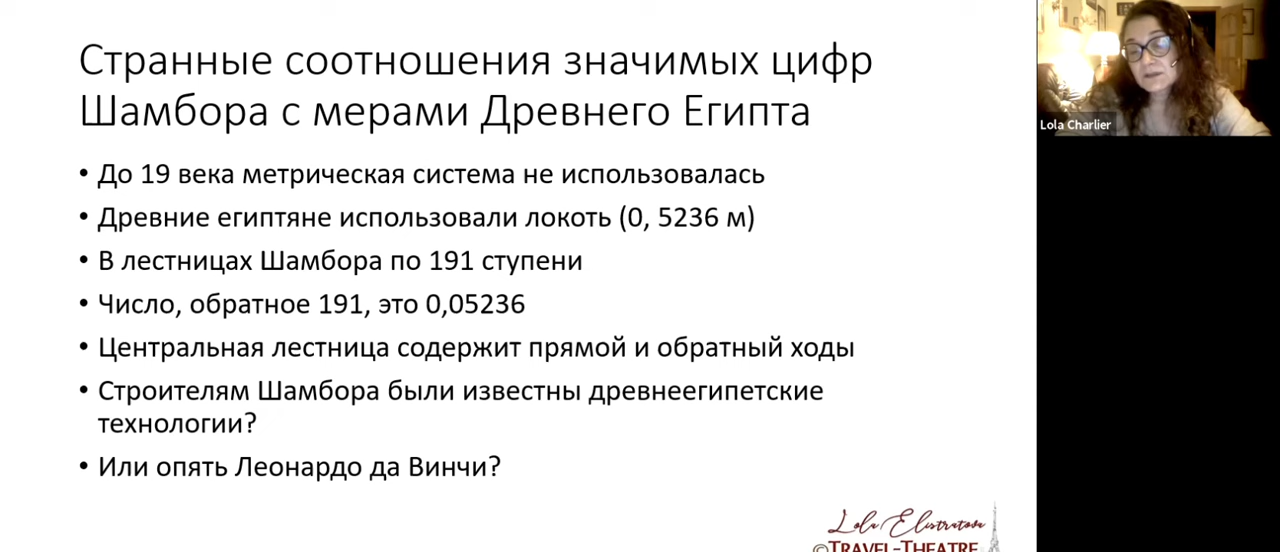 Странные соотношения значимых цифр
Шамбора с мерами Древнего Египта
• До 19 века метрическая система не использовалась
• Древние египтяне использовали локоть (0, 5236 м)
• В лестницах Шамбора по 191 ступени
• Число, обратное 191, это 0,05236
• Центральная лестница содержит прямой и обратный ходы
• Строителям Шамбора были известны древнеегипетские
технологии?
• Или опять Леонардо да Винчи?
Lola Elistratova
©TRAVEL-THEATRE
Lola Charlier